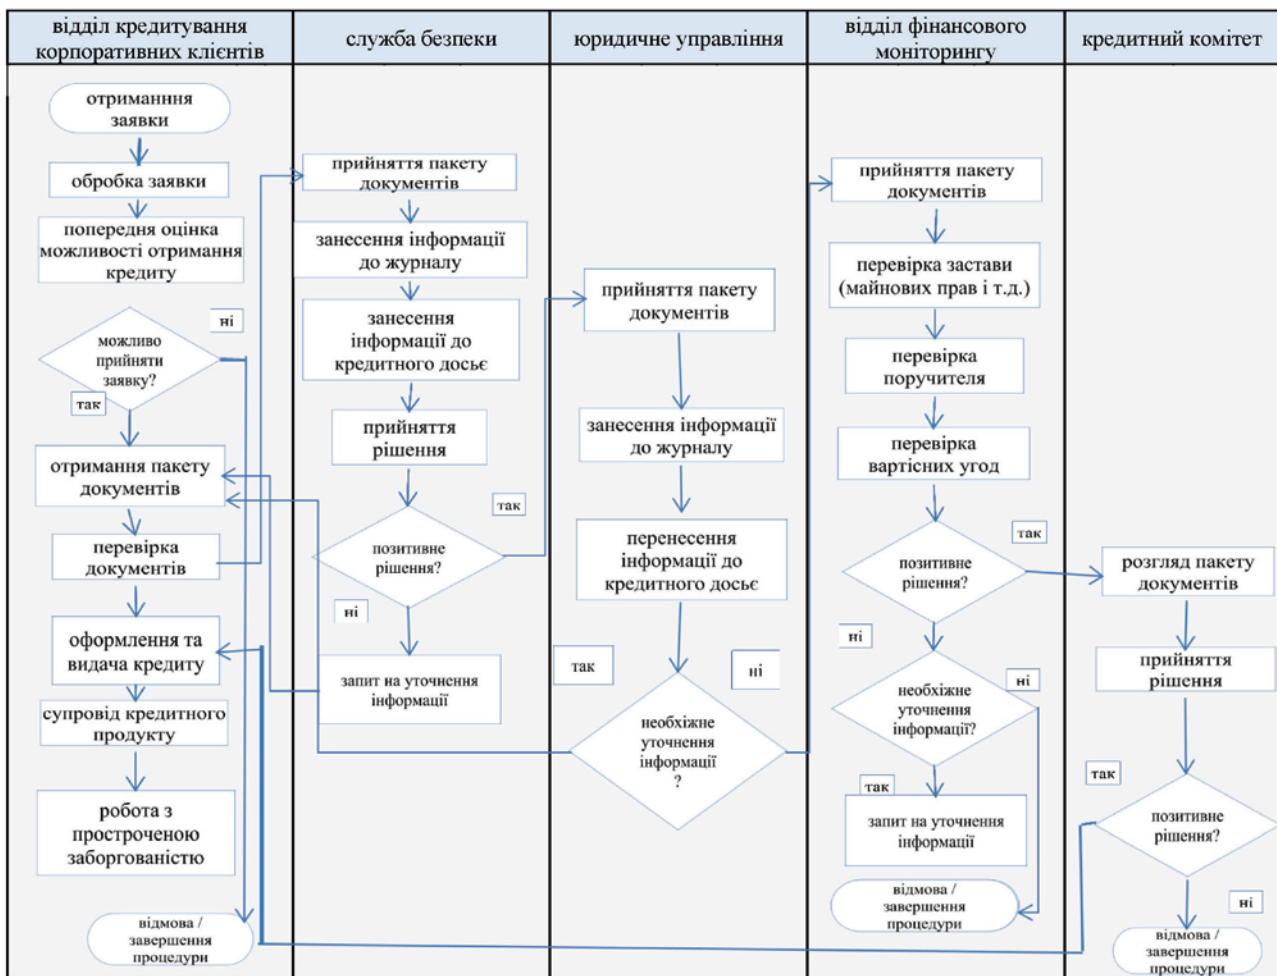 відділ кредитування
корпоративних клієнтів
служба безпеки
юридичне управління
відділ фінансового
моніторингу
кредитний комітет
отриманння
заявки
обробка заявки
попередня оцінка
можливості отримання
кредиту
ні
можливо
прийняти
заявку?
так
отримання пакету
документів
перевірка
документів
оформлення та
видача кредиту
супровід кредитного
продукту
робота з
простроченою
заборгованістю
відмова /
завершення
процедури
прийняття пакету
документів
занесення інформації
до журналу
занесення
інформації до
кредитного досьє
прийняття
рішення
так
позитивне
рішення?
ні
запит на уточнення
інформації
прийняття пакету
документів
занесення інформації
до журналу
перенесення
інформації до
кредитного досьє
так
ні
необхіжне
уточнення
інформації
?
прийняття пакету
документів
перевірка застави
(майнових прав і т.д.)
перевірка
поручителя
перевірка
вартісних угод
так
позитивне
рішення?
ні
ні
необхіжне
уточнення
інформації?
так
запит на уточнення
інформації
відмова /
завершення
процедури
розгляд пакету
документів
прийняття
рішення
так
позитивне
рішення?
ні
відмова /
завершення
процедури